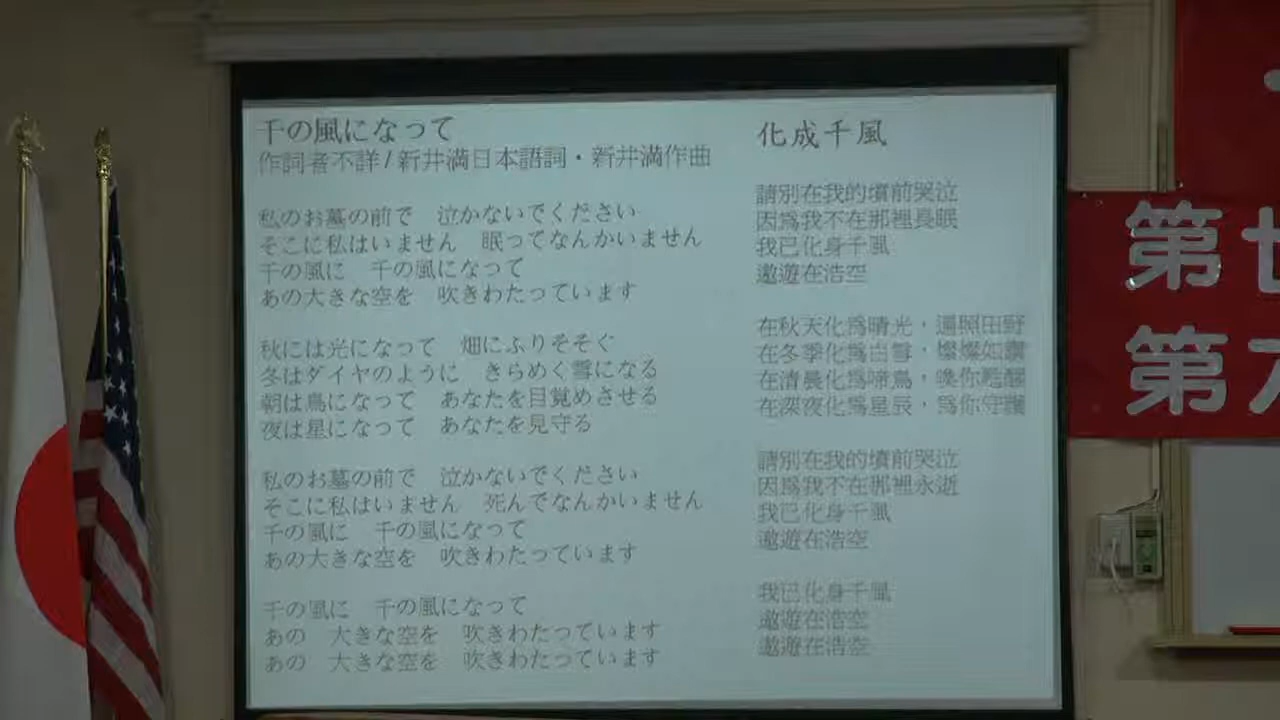 千の風になって
作詞者不詳/新井満日本語詞・新井満作曲
私のお墓の前で 泣かないでください
そこに私はいません 眠ってなんかいません
千の風に 千の風になって
あの大きな空を 吹きわたっています
秋には光になって 畑にふりそそぐ
冬はダイヤのように きらめく雪になる
朝は鳥になって あなたを目覚めさせる
夜は星になって あなたを見守る
私のお墓の前で 泣かないでください
そこに私はいません 死んでなんかいません
千の風に 千の風になって
あの大きな空を 吹きわたっています
千の風に 千の風になって
あの 大きな空を 吹きわたっています
あの 大きな空を 吹きわたっています
化成千風
請別在我的墳前哭泣
因爲我不在那裡長眠
我已化身千風
遨遊在浩空
在秋天化爲晴光，遍照田野
在冬季化爲白雪，燦燦如鑽
在清晨化爲啼鳥，喚你甦醒
在深夜化爲星辰，爲你守護
請別在我的墳前哭泣
因爲我不在那裡永逝
我已化身千風
遨遊在浩空
我已化身千風
遨遊在浩空
遨遊在浩空
第世
第六